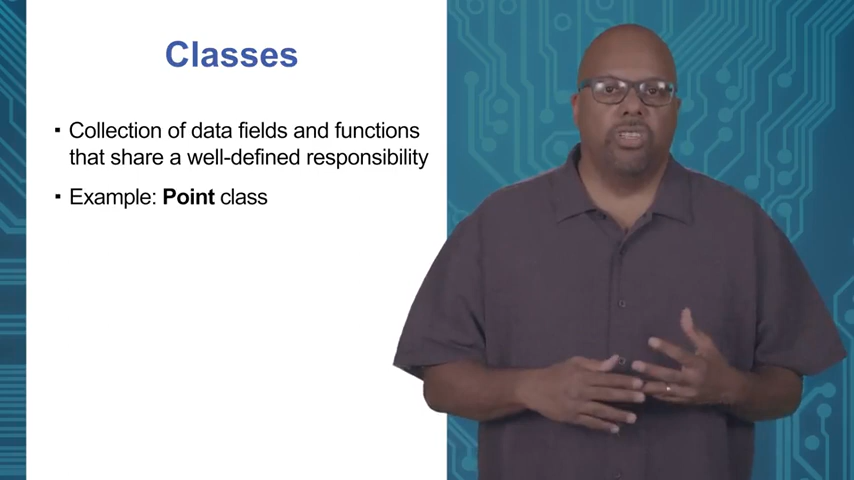 Classes
▪ Collection of data fields and functions
that share a well-defined responsibility
▪ Example: Point class